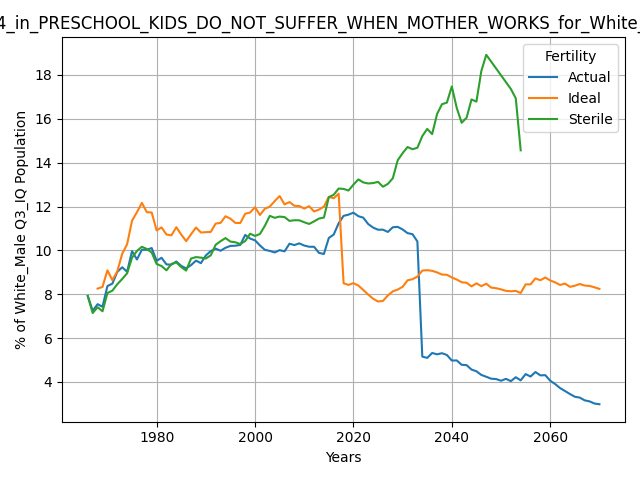 4_in_PRESCHOOL_KIDS_DO_NOT_SUFFER_WHEN_MOTHER_WORKS_for_White_
Fertility
Actual
Ideal
Sterile
% of White_Male Q3_IQ Population
18
16
14
12
10
8
6
4
1980
2000
2020
2040
2060
Years